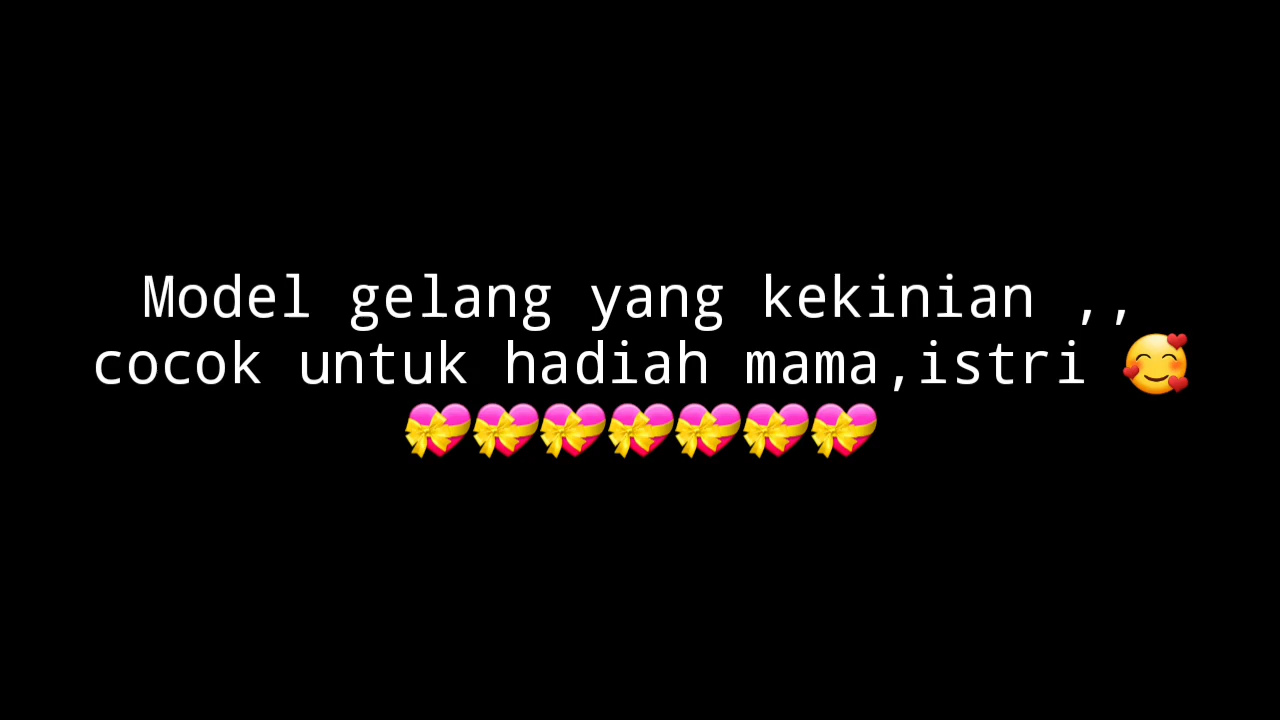 Model gelang yang kekinian ,,
cocok untuk hadiah mama,istri 🥰
💝💝💝💝💝💝💝